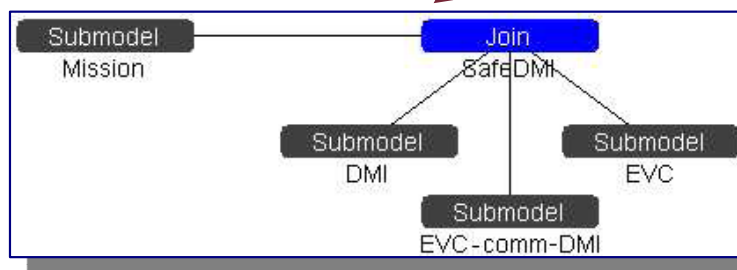 Submodel
Mission
Join
SafeDMI
Submodel
DMI
Submodel
EVC
Submodel
EVC-comm-DMI